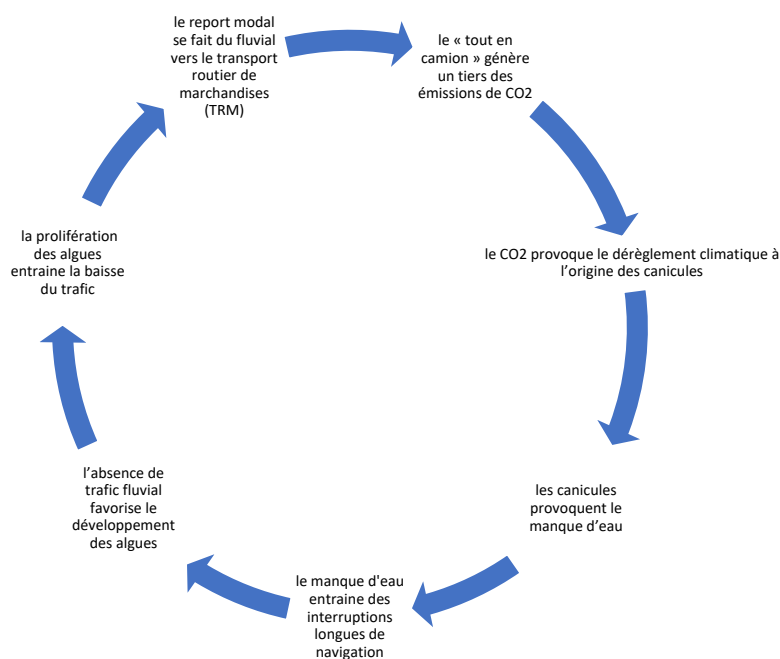 le report modal
se fait du fluvial
vers le transport
routier de
marchandises
(TRM)
le « tout en
camion » génère
un tiers des
émissions de CO2
le CO2 provoque le dérèglement climatique à
l'origine des canicules
les canicules
provoquent le
manque d'eau
le manque d'eau
entraine des
interruptions
longues de
navigation
l'absence de
trafic fluvial
favorise le
développement
des algues
la prolifération
des algues
entraine la baisse
du trafic